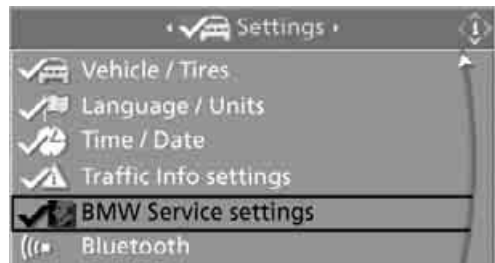 Settings
Vehicle / Tires
Language / Units
Time / Date
Traffic Info settings
BMW Service settings
Bluetooth